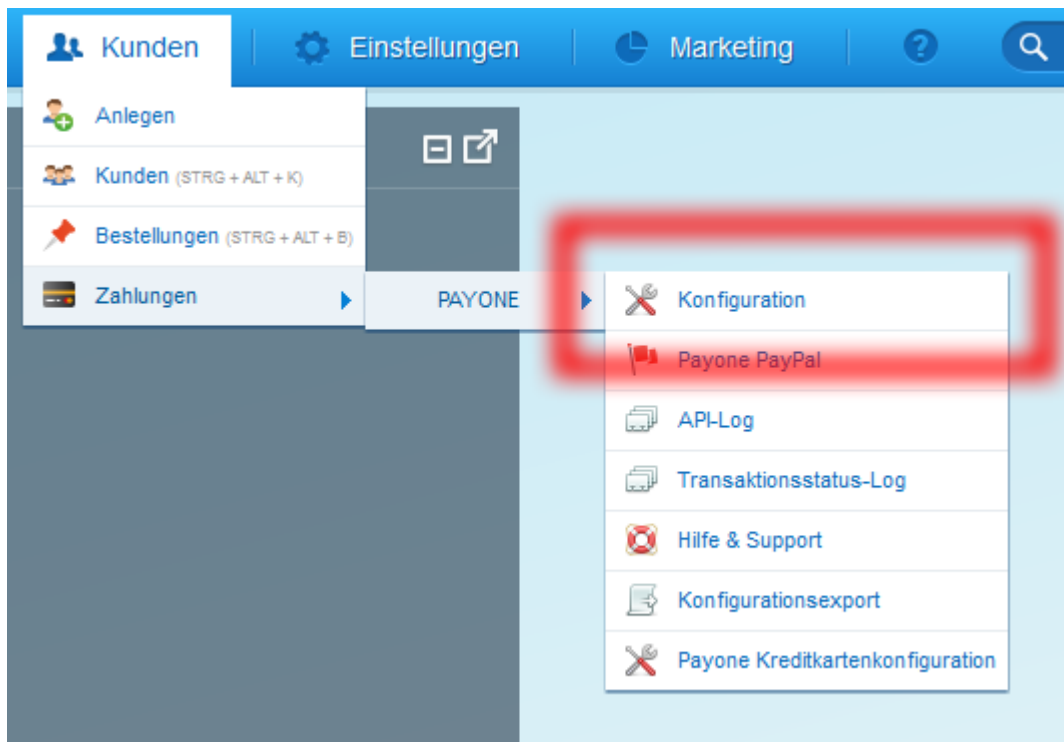 Kunden
Einstellungen
Marketing
?
Anlegen
Kunden (STRG + ALT + K)
Bestellungen (STRG + ALT + B)
Zahlungen
PAYONE
Konfiguration
Payone PayPal
API-Log
Transaktionsstatus-Log
Hilfe & Support
Konfigurationsexport
Payone Kreditkartenkonfiguration